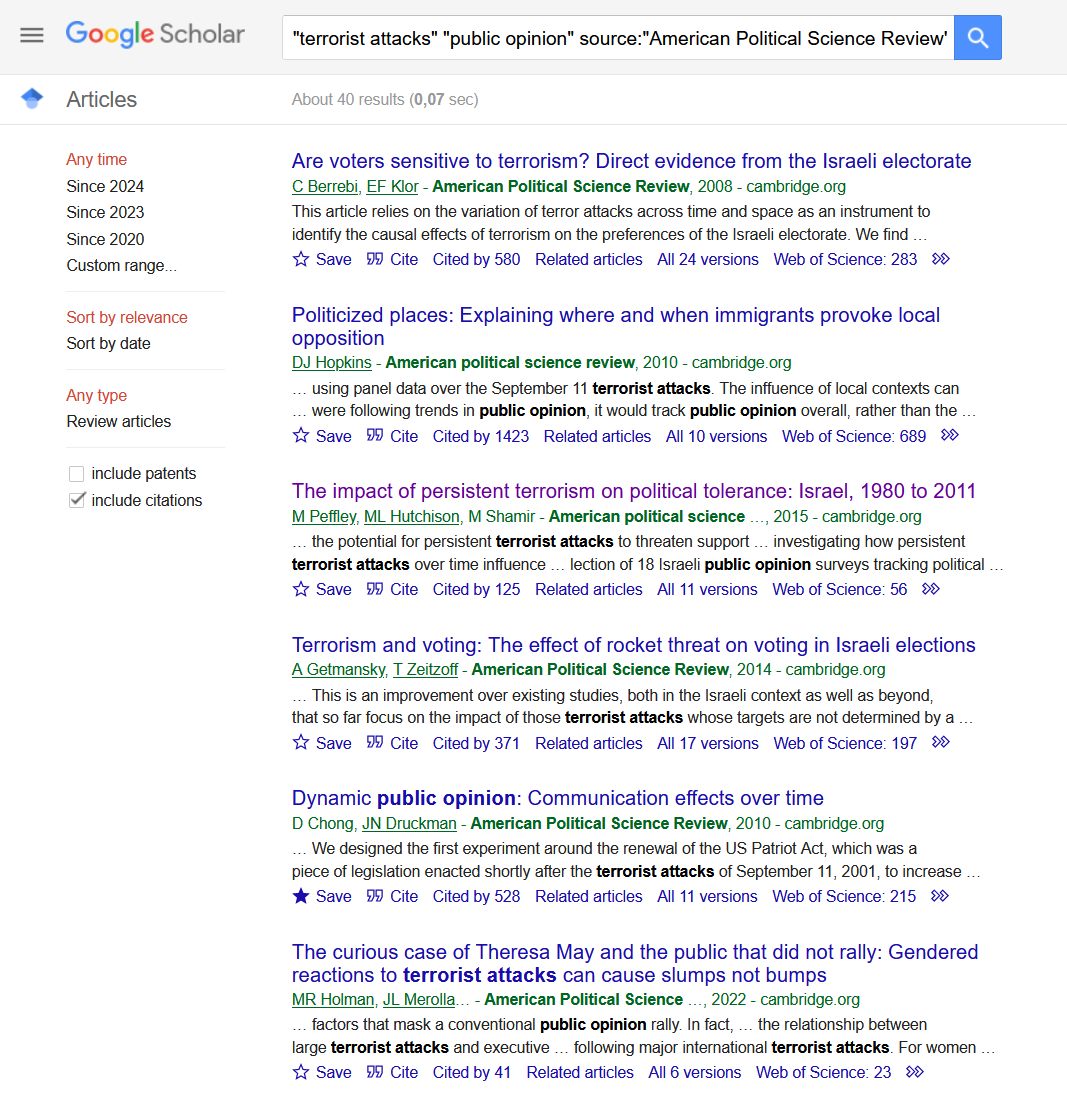 Google Scholar
"terrorist attacks" "public opinion" source:"American Political Science Review'
Articles
About 40 results (0,07 sec)
Any time
Since 2024
Since 2023
Since 2020
Custom range...
Sort by relevance
Sort by date
Any type
Review articles
include patents
include citations
Are voters sensitive to terrorism? Direct evidence from the Israeli electorate
C Berrebi, EF Klor - American Political Science Review, 2008 - cambridge.org
This article relies on the variation of terror attacks across time and space as an instrument to
identify the causal effects of terrorism on the preferences of the Israeli electorate. We find …
Save Cite Cited by 580 Related articles All 24 versions Web of Science: 283
Politicized places: Explaining where and when immigrants provoke local
opposition
DJ Hopkins - American political science review, 2010 - cambridge.org
… using panel data over the September 11 terrorist attacks. The influence of local contexts can
… were following trends in public opinion, it would track public opinion overall, rather than the …
Save Cite Cited by 1423 Related articles All 10 versions Web of Science: 689
The impact of persistent terrorism on political tolerance: Israel, 1980 to 2011
M Peffley, ML Hutchison, M Shamir - American political science …, 2015 - cambridge.org
… the potential for persistent terrorist attacks to threaten support … investigating how persistent
terrorist attacks over time influence … lection of 18 Israeli public opinion surveys tracking political …
Save Cite Cited by 125 Related articles All 11 versions Web of Science: 56
Terrorism and voting: The effect of rocket threat on voting in Israeli elections
A Getmansky, T Zeitzoff - American Political Science Review, 2014 - cambridge.org
… This is an improvement over existing studies, both in the Israeli context as well as beyond,
that so far focus on the impact of those terrorist attacks whose targets are not determined by a …
Save Cite Cited by 371 Related articles All 17 versions Web of Science: 197
Dynamic public opinion: Communication effects over time
D Chong, JN Druckman - American Political Science Review, 2010 - cambridge.org
… We designed the first experiment around the renewal of the US Patriot Act, which was a
piece of legislation enacted shortly after the terrorist attacks of September 11, 2001, to increase …
Save Cite Cited by 528 Related articles All 11 versions Web of Science: 215
The curious case of Theresa May and the public that did not rally: Gendered
reactions to terrorist attacks can cause slumps not bumps
MR Holman, JL Merolla… - American Political Science …, 2022 - cambridge.org
… factors that mask a conventional public opinion rally. In fact, … the relationship between
large terrorist attacks and executive … following major international terrorist attacks. For women …
Save Cite Cited by 41 Related articles All 6 versions Web of Science: 23